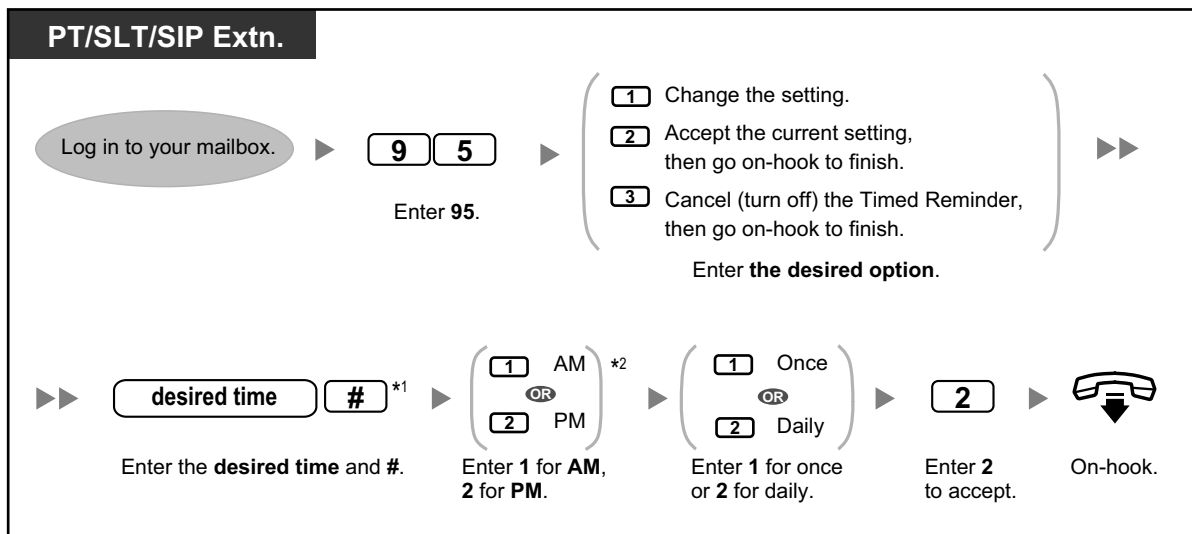 PT/SLT/SIP Extn.
Log in to your mailbox.
9 5
Enter 95.
1 Change the setting.
2 Accept the current setting,
then go on-hook to finish.
3 Cancel (turn off) the Timed Reminder,
then go on-hook to finish.
Enter the desired option.
desired time # *1
Enter the desired time and #.
1 AM *2
OR
2 PM
Enter 1 for AM,
2 for PM.
1 Once
OR
2 Daily
Enter 1 for once
or 2 for daily.
2
Enter 2
to accept.
On-hook.